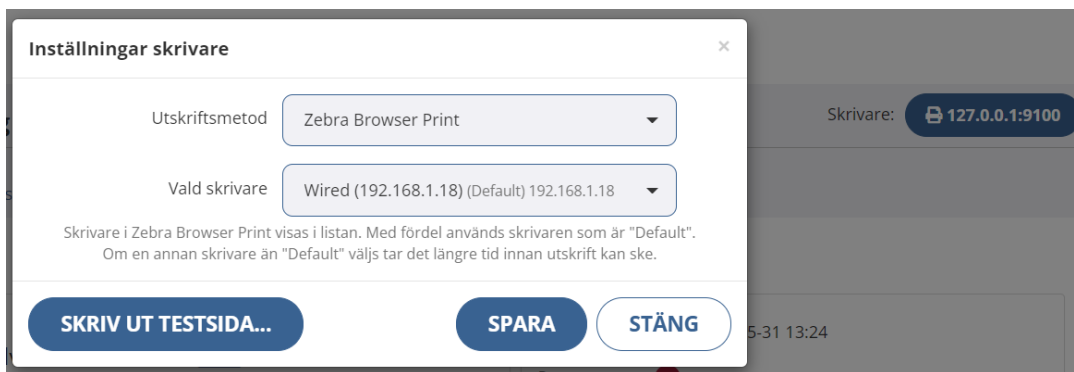 Inställningar skrivare
×
Utskriftsmetod
Zebra Browser Print
Skrivare:
127.0.0.1:9100
Vald skrivare
Wired (192.168.1.18) (Default) 192.168.1.18
Skrivare i Zebra Browser Print visas i listan. Med fördel används skrivaren som är "Default".
Om en annan skrivare än "Default" väljs tar det längre tid innan utskrift kan ske.
SKRIV UT TESTSIDA...
SPARA
STÄNG
5-31 13:24